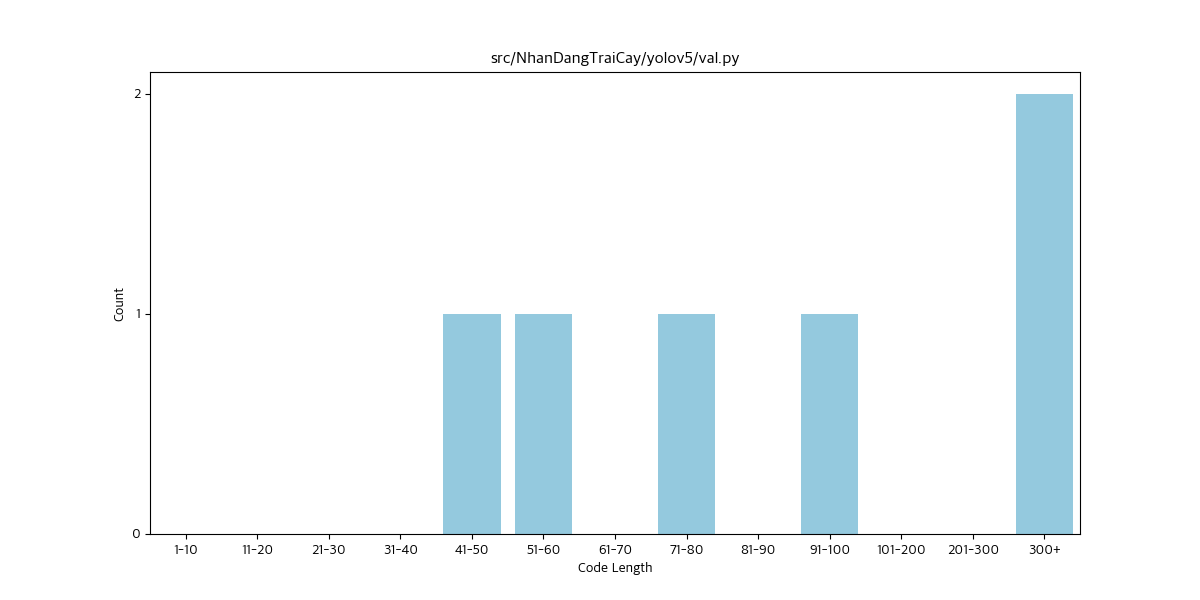 src/NhanDangTraiCay/yolov5/val.py
Count
2
1
0
1-10 11-20 21-30 31-40 41-50 51-60 61-70 71-80 81-90 91-100 101-200 201-300 300+
Code Length